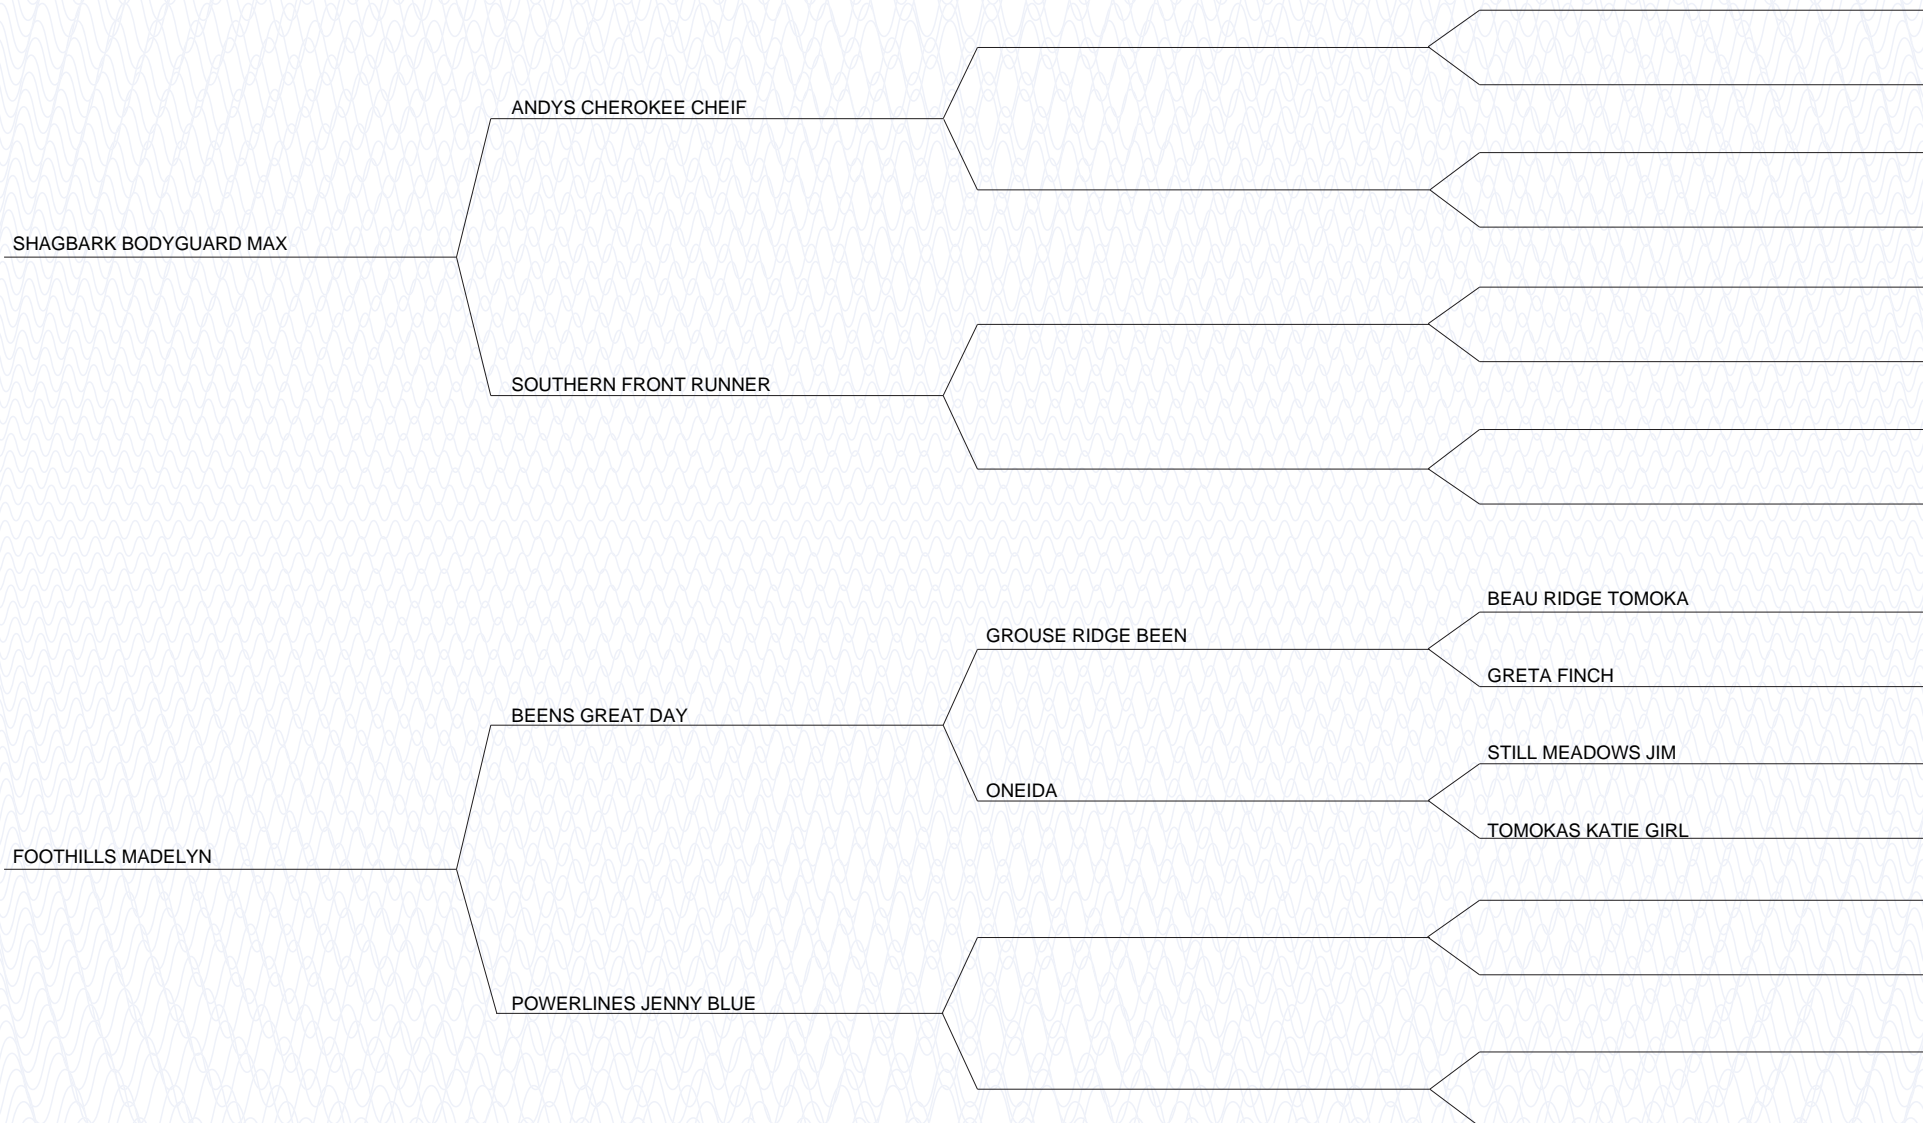 ANDYS CHEROKEE CHEIF
SHAGBARK BODYGUARD MAX
SOUTHERN FRONT RUNNER
BEAU RIDGE TOMOKA
GROUSE RIDGE BEEN
GRETA FINCH
BEENS GREAT DAY
STILL MEADOWS JIM
ONEIDA
TOMOKAS KATIE GIRL
FOOTHILLS MADELYN
POWERLINES JENNY BLUE